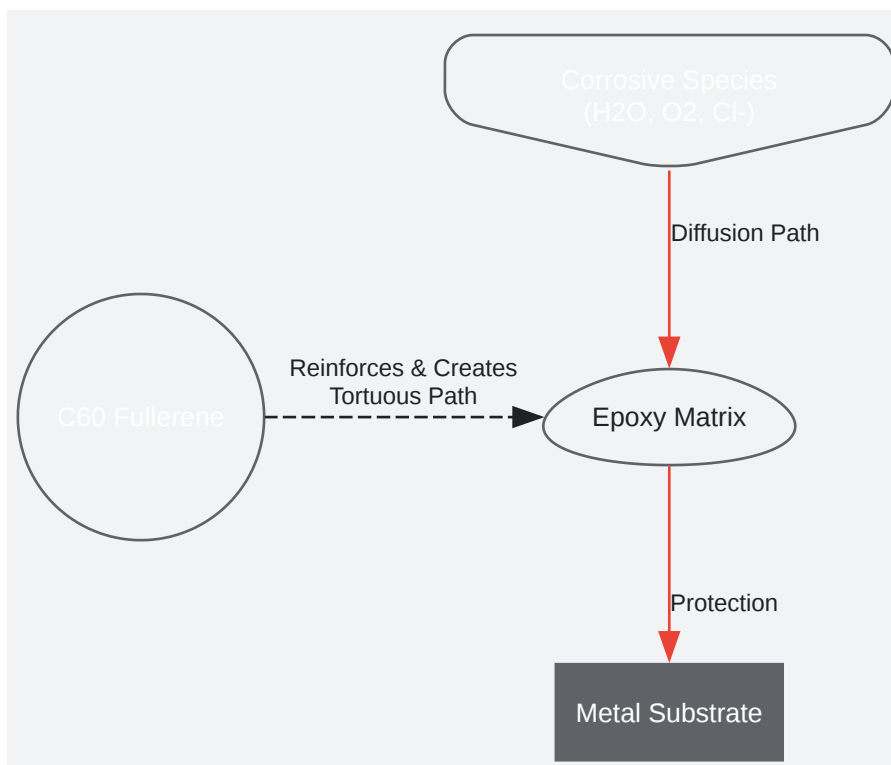 Corrosive Species
(H2O, O2, Cl-)
Diffusion Path
Reinforces & Creates
Tortuous Path
C60 Fullerene
Epoxy Matrix
Protection
Metal Substrate